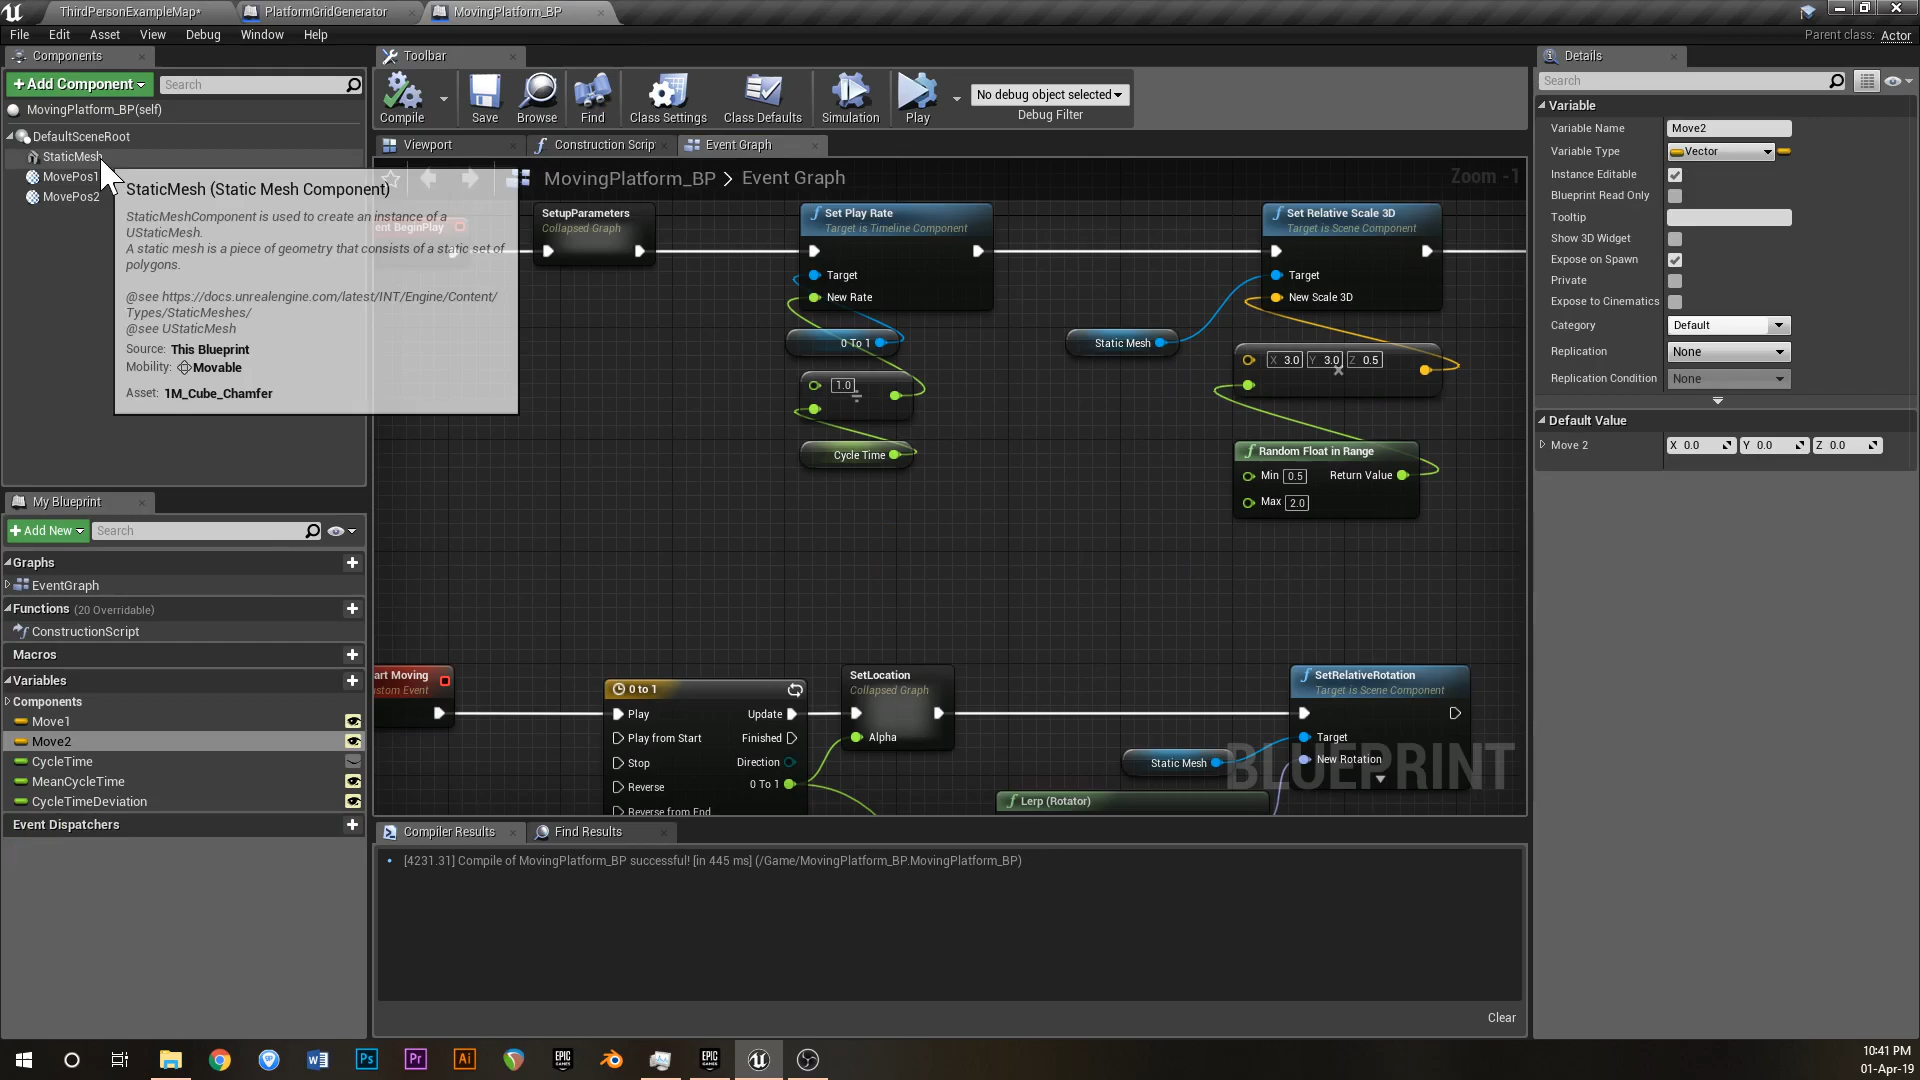 ThirdPersonExampleMap*
PlatformGridGenerator
MovingPlatform_BP
File Edit Asset View Debug Window Help
Parent class: Actor
Components
+ Add Component
Search
MovingPlatform_BP(self)
DefaultSceneRoot
StaticMesh
MovePos1
MovePos2
StaticMesh (Static Mesh Component)
StaticMeshComponent is used to create an instance of a
UStaticMesh.
A static mesh is a piece of geometry that consists of a static set of
polygons.
@see https://docs.unrealengine.com/latest/INT/Engine/Content/
Types/StaticMeshes/
@see UStaticMesh
Source: This Blueprint
Mobility: Movable
Asset: 1M_Cube_Chamfer
My Blueprint
+ Add New
Search
Graphs
EventGraph
Functions (20 Overridable)
ConstructionScript
Macros
Variables
Components
Move1
Move2
CycleTime
MeanCycleTime
CycleTimeDeviation
Event Dispatchers
Toolbar
Compile
Save
Browse
Find
Class Settings
Class Defaults
Simulation
Play
No debug object selected
Debug Filter
Viewport
Construction Scrip
Event Graph
MovingPlatform_BP > Event Graph
Zoom -1
ent BeginPlay
SetupParameters
Collapsed Graph
Set Play Rate
Target is Timeline Component
Target
New Rate
0 To 1
1.0
÷
Cycle Time
Set Relative Scale 3D
Target is Scene Component
Target
New Scale 3D
Static Mesh
X 3.0 Y 3.0 Z 0.5
Random Float in Range
Min 0.5 Return Value
Max 2.0
art Moving
ustom Event
0 to 1
Play Update
Play from Start Finished
Stop Direction
Reverse 0 To 1
Reverse from End
SetLocation
Collapsed Graph
Alpha
SetRelativeRotation
Target is Scene Component
Target
New Rotation
Static Mesh
Lerp (Rotator)
BLUEPRINT
Compiler Results
Find Results
[4231.31] Compile of MovingPlatform_BP successful! [in 445 ms] (/Game/MovingPlatform_BP.MovingPlatform_BP)
Clear
Details
Search
Variable
Variable Name Move2
Variable Type Vector
Instance Editable
Blueprint Read Only
Tooltip
Show 3D Widget
Expose on Spawn
Private
Expose to Cinematics
Category Default
Replication None
Replication Condition None
Default Value
Move 2 X 0.0 Y 0.0 Z 0.0
Ps
Pr
Ai
EPIC
GAMES
EPIC
GAMES
10:41 PM
01-Apr-19